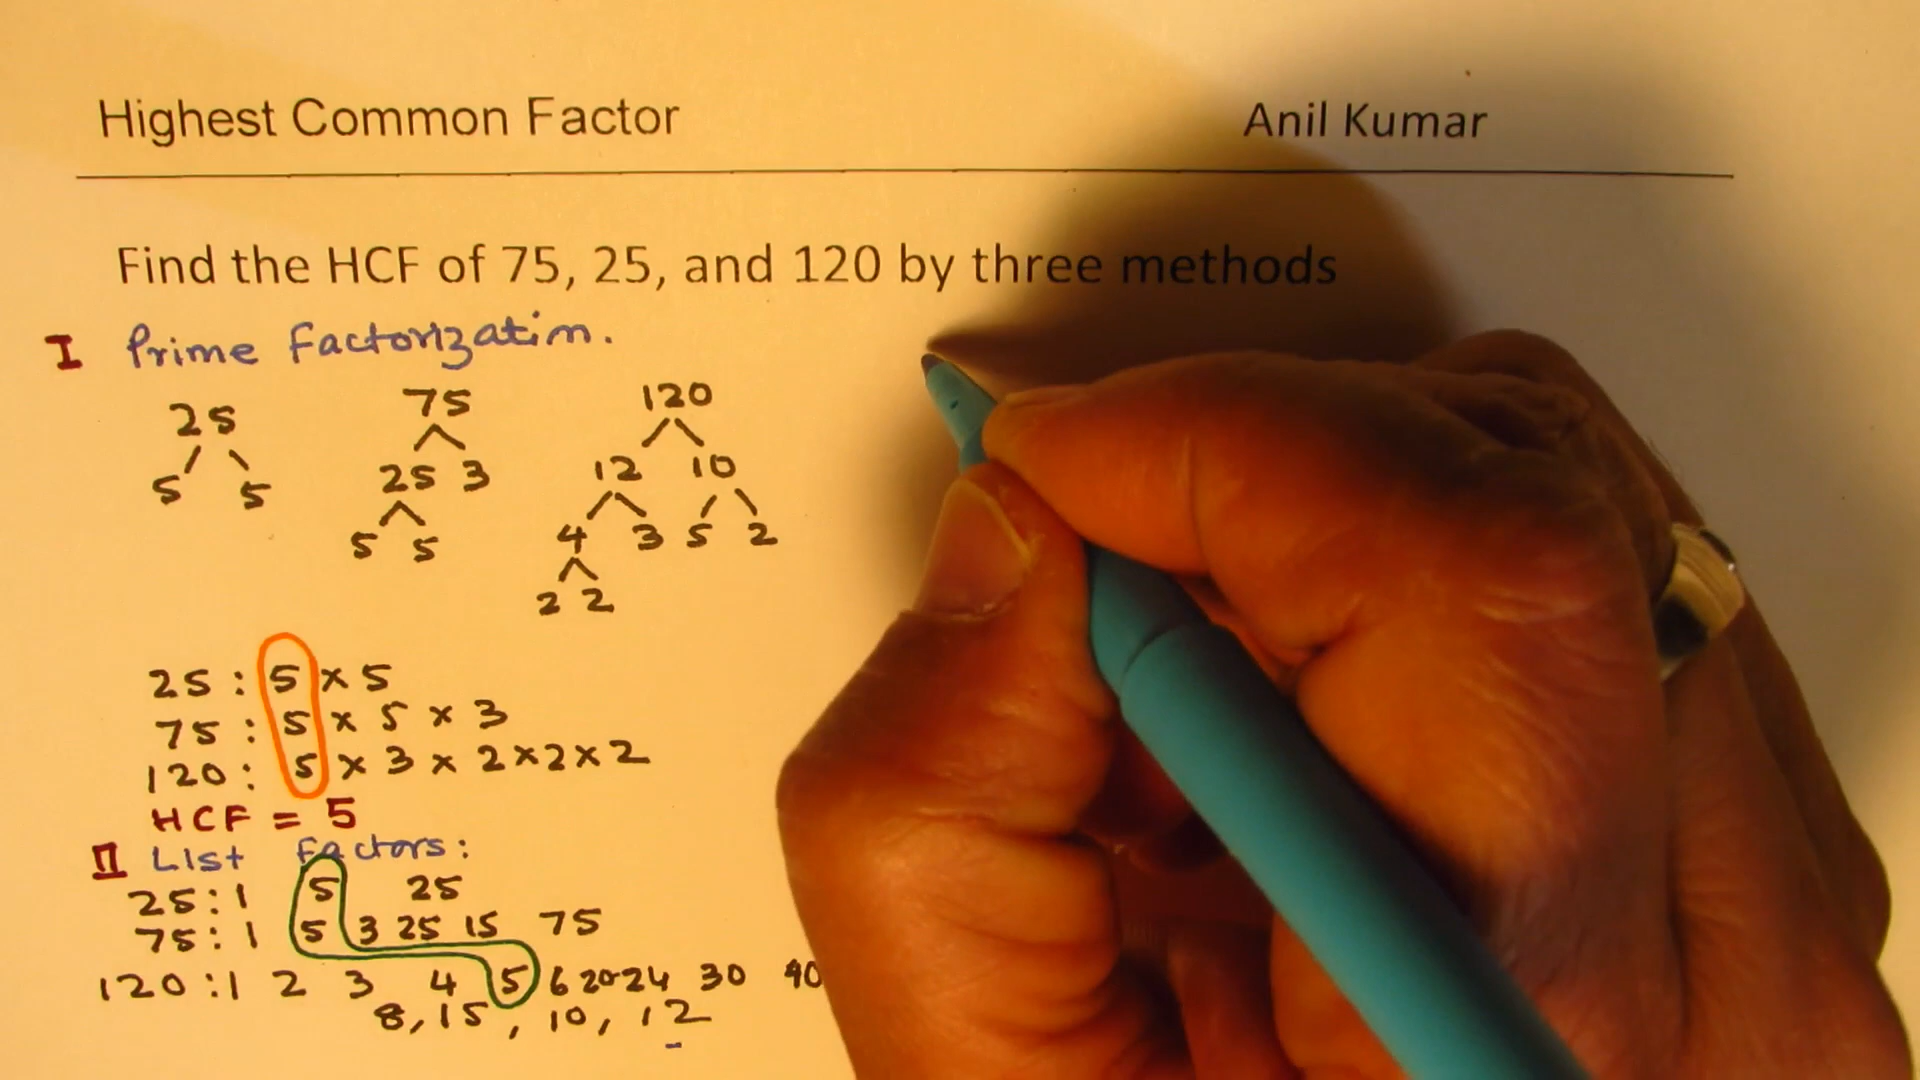 Highest Common Factor Anil Kumar
Find the HCF of 75, 25, and 120 by three methods
I Prime Factorization.
25 75 120
5 5 25 3 12 10
5 5 4 3 5 2
2 2
25 : 5 x 5
75 : 5 x 5 x 3
120 : 5 x 3 x 2 x 2 x 2
HCF = 5
II List Factors:
25 : 1 5 25
75 : 1 5 3 25 15 75
120 : 1 2 3 4 5 6 20 24 30 40
8, 15, 10, 12